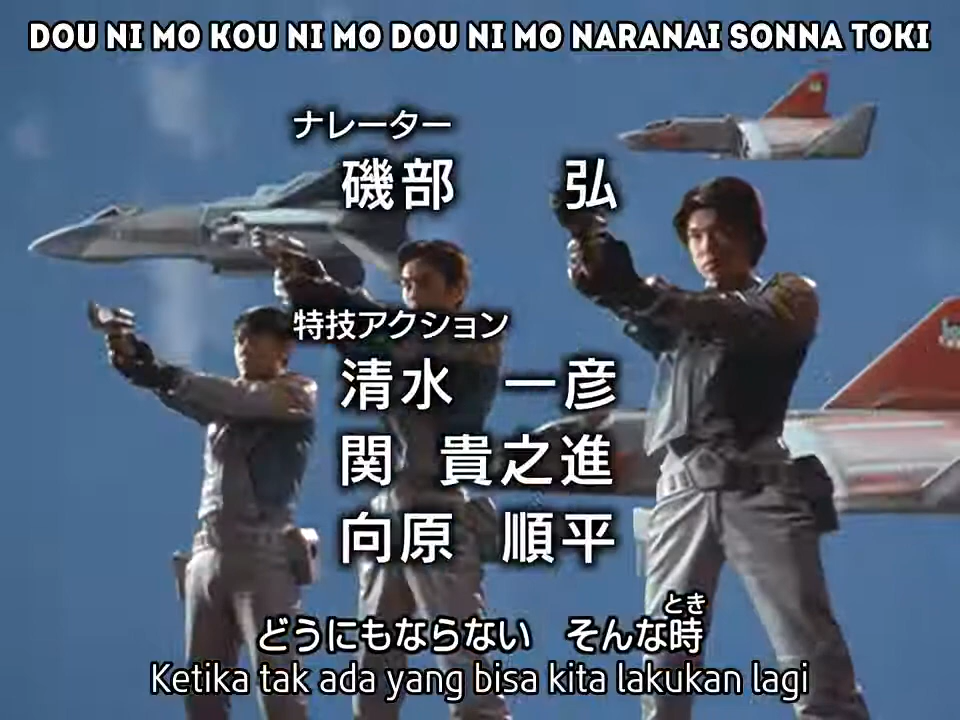 DOU NI MO KOU NI MO DOU NI MO NARANAI SONNA TOKI
ナレーター
磯部 弘
特技アクション
清水 一彦
関 貴之進
向原 順平
とき
どうにもならない そんな時
Ketika tak ada yang bisa kita lakukan lagi